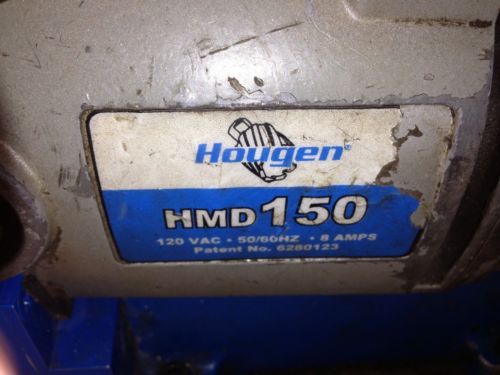 Hougen®
HMD150
120 VAC • 50/60HZ • 8 AMPS
Patent No. 6280123